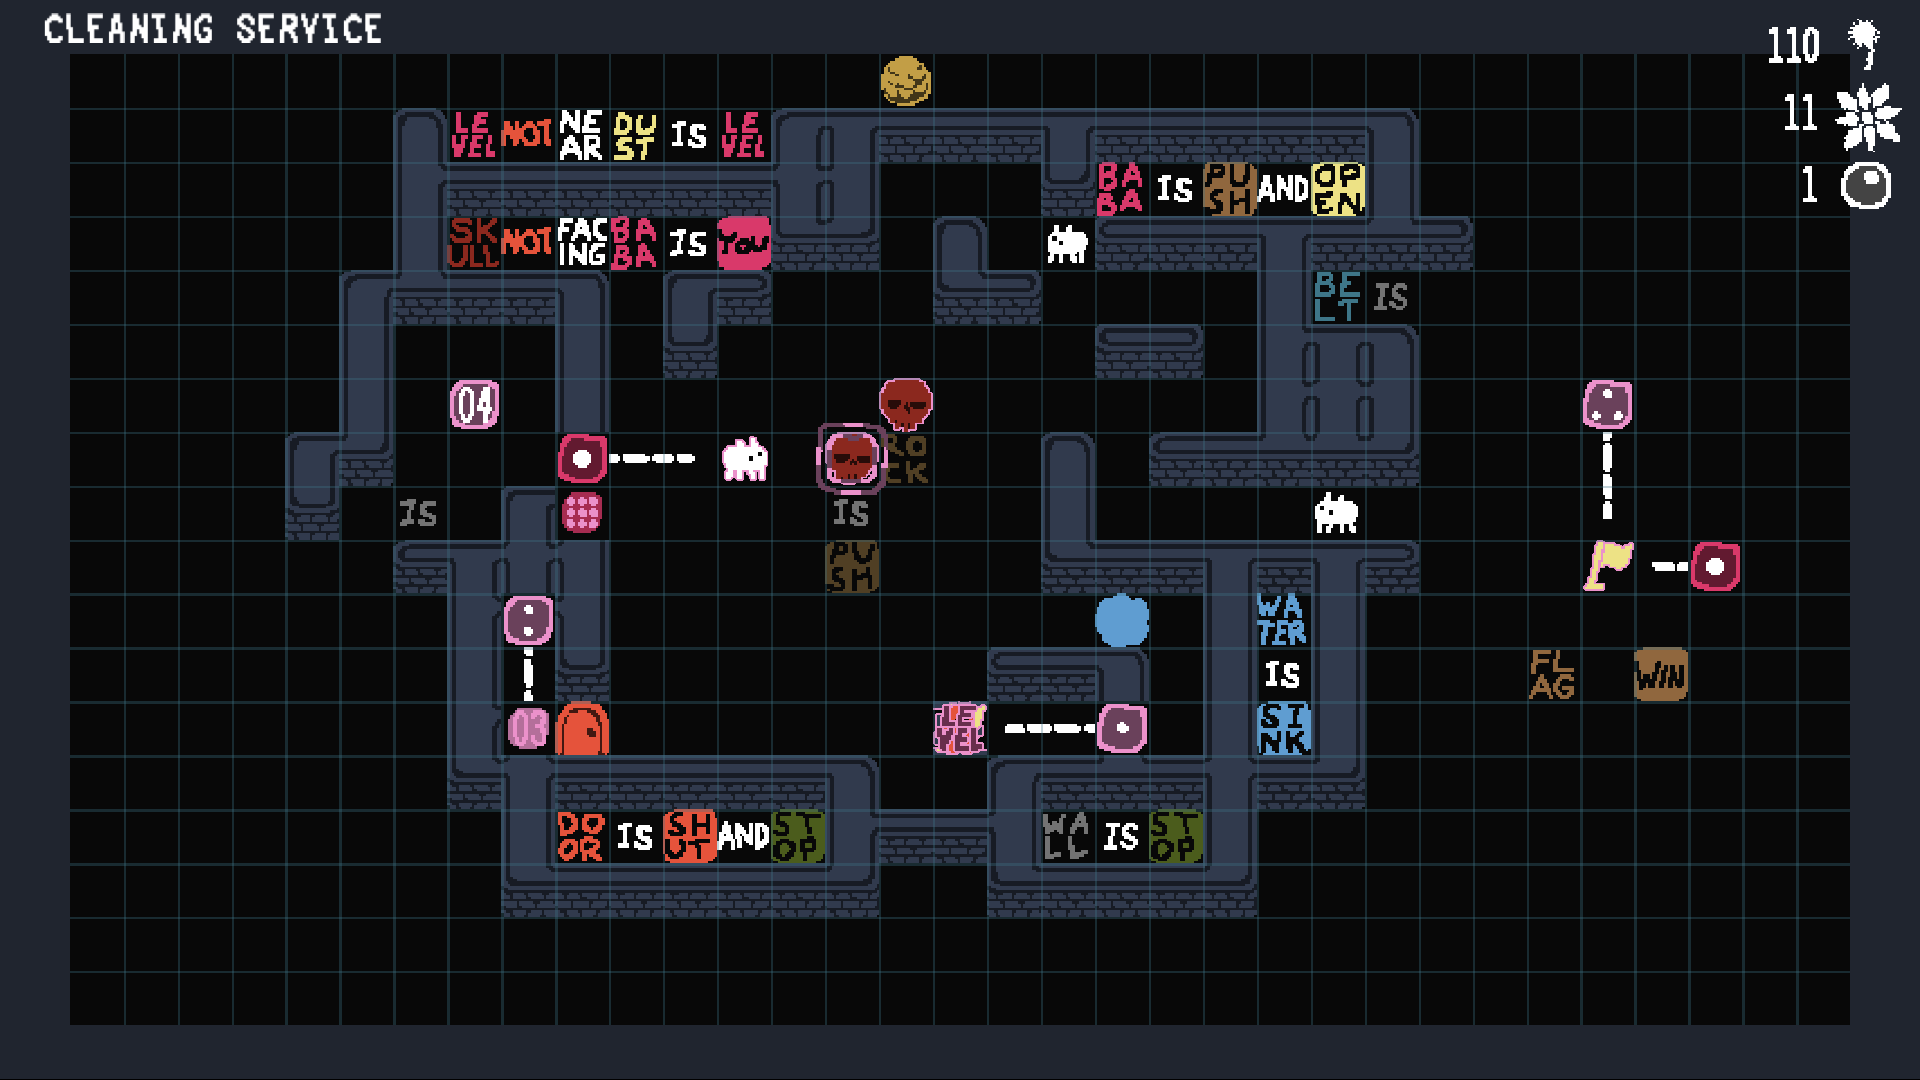 CLEANING SERVICE
110
11
1
LEVEL NOT NEAR DUST IS LEVEL
BABA IS PUSH AND OPEN
SKULL NOT FACING BABA IS YOU
BELT IS
04
ROCK
IS
IS
PUSH
WATER
IS
SINK
FLAG WIN
03
LEVEL
DOOR IS SHUT AND STOP
WALL IS STOP